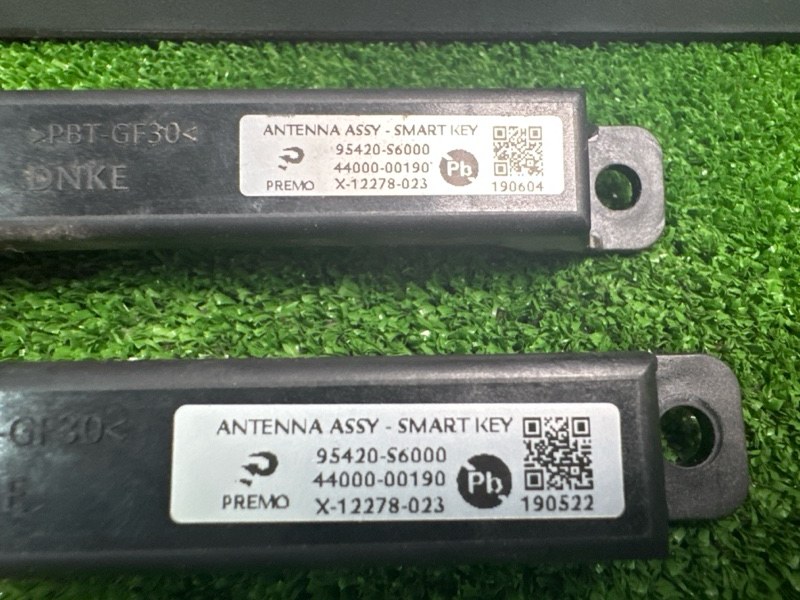 >PBT-GF30<
DNKE
ANTENNA ASSY - SMART KEY
95420-S6000
44000-00190
X-12278-023
PREMO
Pb
190604
-GF30<
ANTENNA ASSY - SMART KEY
95420-S6000
44000-00190
X-12278-023
PREMO
Pb
190522